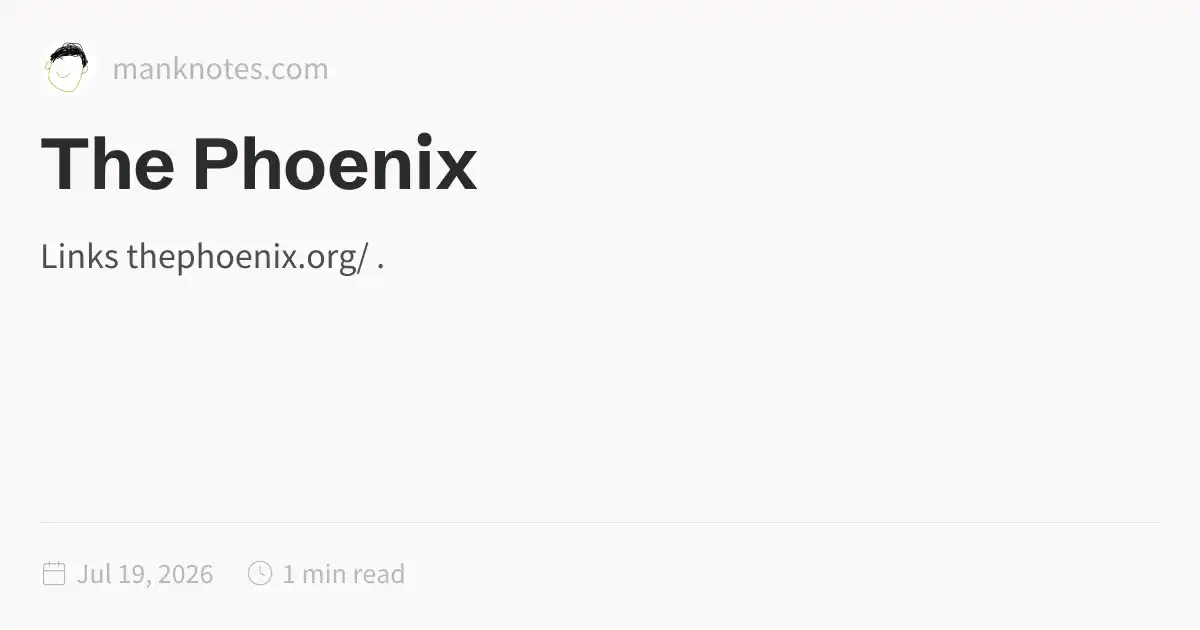 manknotes.com
The Phoenix
Links thephoenix.org/ .
Jul 19, 2026 1 min read